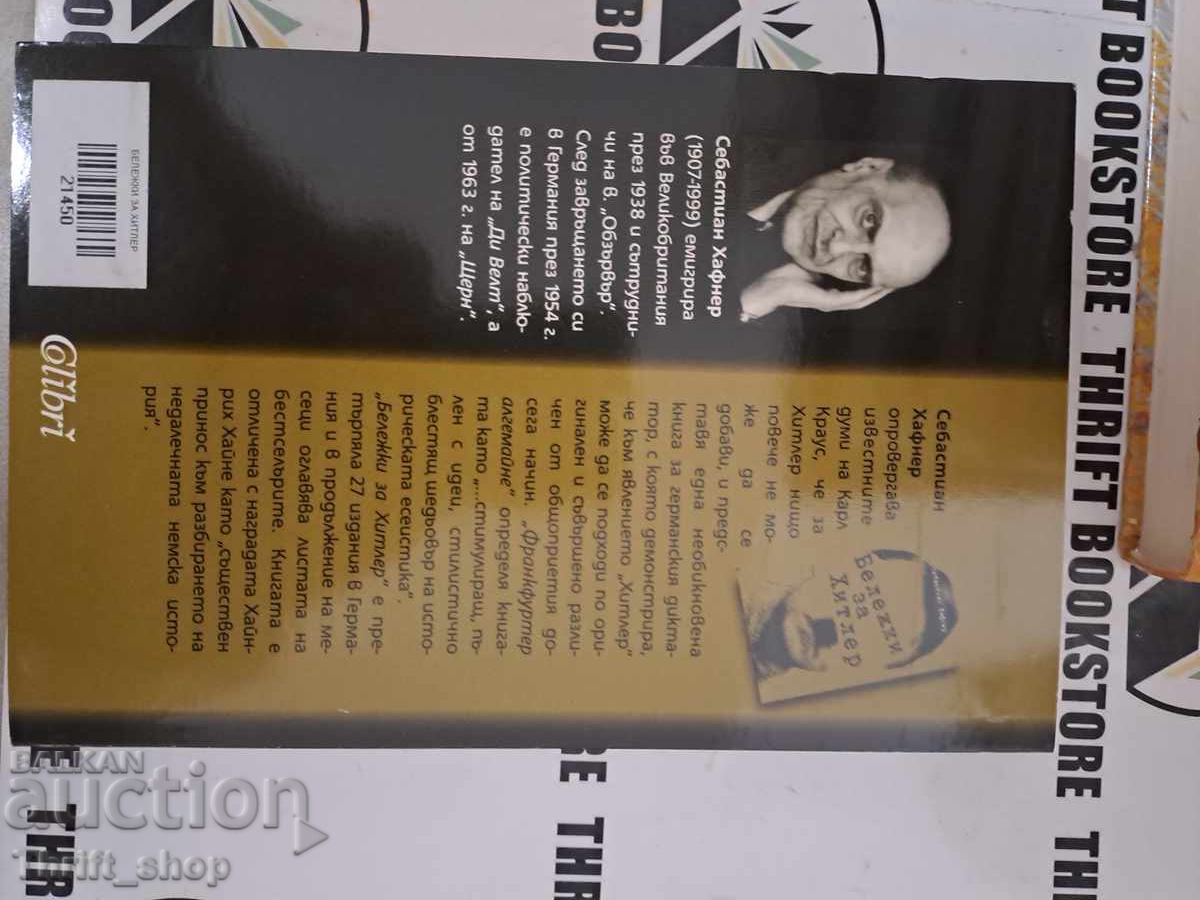 Себастиан Хафнер
(1907-1999) емигрира
във Великобритания
през 1938 и сътрудни-
чи на в. „Обзървър“.
След завръщането си
в Германия през 1954 г.
е политически наблю-
дател на „Ди Велт“, а
от 1963 г. на „Щерн“.
Себастиан
Хафнер
опровергава
известните
думи на Карл
Краус, че за
Хитлер нищо
повече не мо-
же да се
добави, и предс-
тавя една необикновена
книга за германския дикта-
тор, с която демонстрира,
че към явлението „Хитлер“
може да се подходи по ори-
гинален и съвършено разли-
чен от общоприетия до-
сега начин. „Франкфуртер
алгемайне“ определя книга-
та като „...стимулиращ, пъ-
лен с идеи, стилистично
блестящ шедьовър на исто-
рическата есеистика“.
„Бележки за Хитлер“ е пре-
търпяла 27 издания в Герма-
ния и в продължение на ме-
сеци оглавява листата на
бестселърите. Книгата е
отличена с наградата Хайн-
рих Хайне като „съществен
принос към разбирането на
недалечната немска исто-
рия“.
Бележки
за
Хитлер
БЕЛЕЖКИ ЗА ХИТЛЕР
21450
Colibri
T BOOKSTORE THRIFT BOOKSTORE THI
BO
BO
E THR
RE THR
BALKAN
auction
Thrift_shop